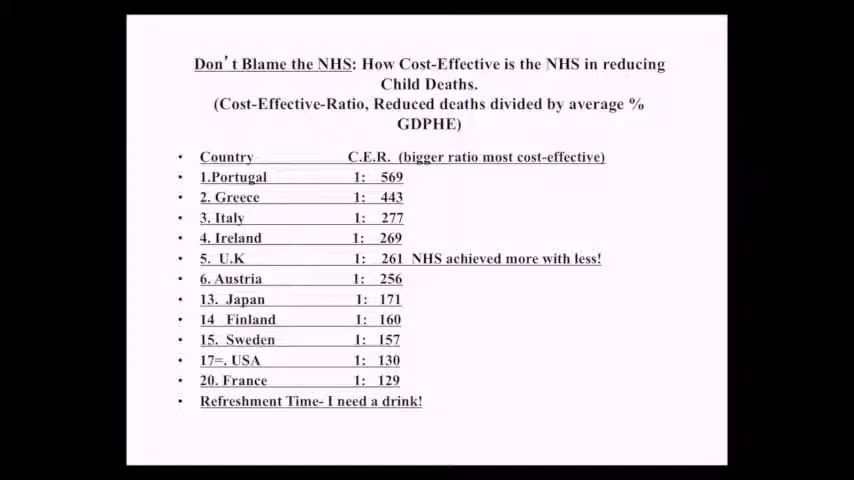 Don't Blame the NHS: How Cost-Effective is the NHS in reducing
Child Deaths.
(Cost-Effective-Ratio, Reduced deaths divided by average %
GDPHE)
• Country C.E.R. (bigger ratio most cost-effective)
• 1.Portugal 1: 569
• 2. Greece 1: 443
• 3. Italy 1: 277
• 4. Ireland 1: 269
• 5. U.K 1: 261 NHS achieved more with less!
• 6. Austria 1: 256
• 13. Japan 1: 171
• 14 Finland 1: 160
• 15. Sweden 1: 157
• 17=. USA 1: 130
• 20. France 1: 129
• Refreshment Time- I need a drink!